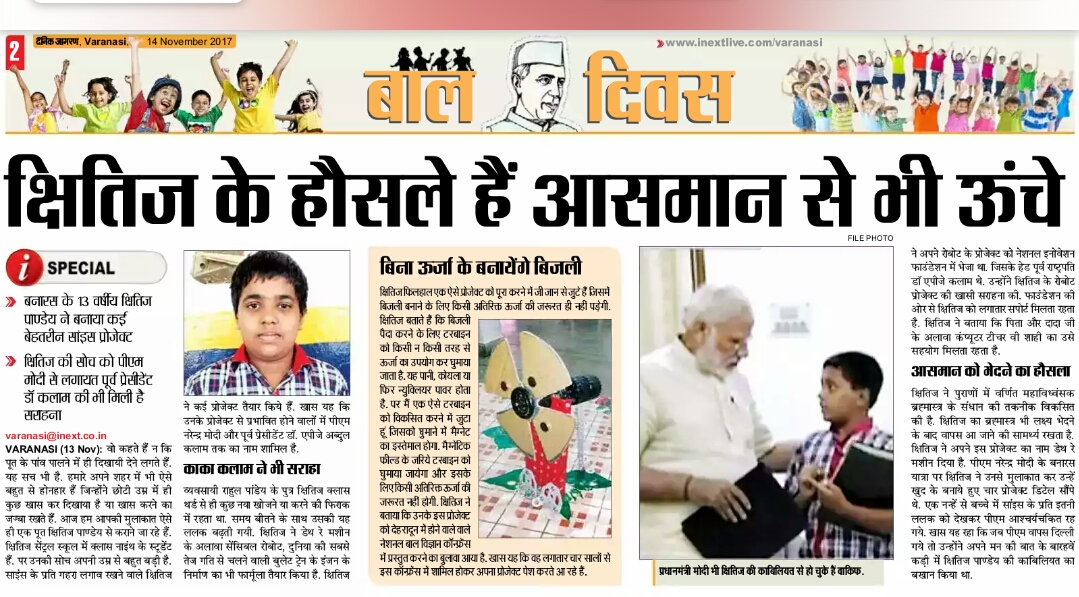 2
दैनिक जागरण, Varanasi, 14 November 2017
www.inextlive.com/varanasi
बाल दिवस
क्षितिज के हौसले हैं आसमान से भी ऊंचे
i SPECIAL
बनारस के 13 वर्षीय क्षितिज
पाण्डेय ने बनाया कई
बेहतरीन साइंस प्रोजेक्ट
क्षितिज की सोच को पीएम
मोदी से लगायत पूर्व प्रेसीडेंट
डॉ कलाम की भी मिली है
सराहना
varanasi@inext.co.in
VARANASI (13 Nov): वो कहते हैं न कि
पूत के पांव पालने में ही दिखायी देने लगते हैं.
यह सच भी है. हमारे अपने शहर में भी ऐसे
बहुत से होनहार हैं जिन्होंने छोटी उम्र में ही
कुछ खास कर दिखाया है या खास करने का
जज्बा रखते हैं. आज हम आपकी मुलाकात ऐसे
ही एक पूत क्षितिज पाण्डेय से कराने जा रहे हैं.
क्षितिज सेंट्रल स्कूल में क्लास नाइंथ के स्टूडेंट
हैं. पर उनकी सोच अपनी उम्र से बहुत बड़ी है.
साइंस के प्रति गहरा लगाव रखने वाले क्षितिज
ने कई प्रोजेक्ट तैयार किये हैं. खास यह कि
उनके प्रोजेक्ट से प्रभावित होने वालों में पीएम
नरेन्द्र मोदी और पूर्व प्रेसीडेंट डॉ. एपीजे अब्दुल
कलाम तक का नाम शामिल है.
काका कलाम ने भी सराहा
व्यवसायी राहुल पांडेय के पुत्र क्षितिज क्लास
थर्ड से ही कुछ नया खोजने या करने की फिराक
में रहता था. समय बीतने के साथ उसकी यह
ललक बढ़ती गयी. क्षितिज ने डेथ रे मशीन
के अलावा सेंसिबल रोबोट, दुनिया की सबसे
तेज गति से चलने वाली बुलेट ट्रेन के इंजन के
निर्माण का भी फार्मूला तैयार किया है. क्षितिज
बिना ऊर्जा के बनायेंगे बिजली
क्षितिज फिलहाल एक ऐसे प्रोजेक्ट को पूरा करने में जी जान से जुटे हैं जिसमें
बिजली बनाने के लिए किसी अतिरिक्त ऊर्जा की जरूरत ही नहीं पड़ेगी.
क्षितिज बताते हैं कि बिजली
पैदा करने के लिए टरबाइन
को किसी न किसी तरह से
ऊर्जा का उपयोग कर घुमाया
जाता है. यह पानी, कोयला या
फिर न्युक्लियर पावर होता
है. पर मैं एक ऐसे टरबाइन
को विकसित करने में जुटा
हूं जिसको घुमाने में मैग्नेट
का इस्तेमाल होगा. मैग्नेटिक
फील्ड के जरिये टरबाइन को
घुमाया जायेगा और इसके
लिए किसी अतिरिक्त ऊर्जा की
जरूरत नहीं होगी. क्षितिज ने
बताया कि उनके इस प्रोजेक्ट
को देहरादून में होने वाले वाले
नेशनल बाल विज्ञान कॉन्फ्रेंस
में प्रस्तुत करने का बुलावा आया है. खास यह कि वह लगातार चार सालों से
इस कॉन्फ्रेंस में शामिल होकर अपना प्रोजेक्ट पेश करते आ रहे हैं.
FILE PHOTO
प्रधानमंत्री मोदी भी क्षितिज की काबिलियत से हो चुके हैं वाकिफ.
ने अपने रोबोट के प्रोजेक्ट को नेशनल इनोवेशन
फाउंडेशन में भेजा था. जिसके हेड पूर्व राष्ट्रपति
डॉ एपीजे कलाम थे. उन्होंने क्षितिज के रोबोट
प्रोजेक्ट की खासी सराहना की. फाउंडेशन की
ओर से क्षितिज को लगातार सपोर्ट मिलता रहता
है. क्षितिज ने बताया कि पिता और दादा जी
के अलावा कंप्यूटर टीचर वी शाही का उसे
सहयोग मिलता रहता है.
आसमान को भेदने का हौसला
क्षितिज ने पुराणों में वर्णित महाविध्वंसक
ब्रह्मास्त्र के संधान की तकनीक विकसित
की है. क्षितिज का ब्रह्मास्त्र भी लक्ष्य भेदने
के बाद वापस आ जाने की सामर्थ्य रखता है.
क्षितिज ने अपने इस प्रोजेक्ट का नाम डेथ रे
मशीन दिया है. पीएम नरेन्द्र मोदी के बनारस
यात्रा पर क्षितिज ने उनसे मुलाकात कर उन्हें
खुद के बनाये हुए चार प्रोजेक्ट डिटेल सौंपे
थे. एक नन्हें से बच्चे में सांइस के प्रति इतनी
ललक को देखकर पीएम आश्चर्यचकित रह
गये. खास यह रहा कि जब पीएम वापस दिल्ली
गये तो उन्होंने अपने मन की बात के बारहवें
कड़ी में क्षितिज पाण्डेय की काबिलियत का
बखान किया था.